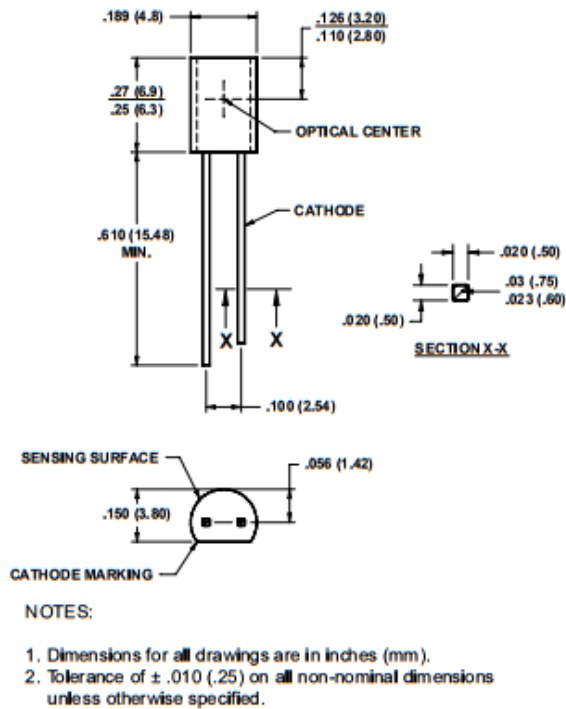 .189 (4.8)
.126 (3.20)
.110 (2.80)
.27 (6.9)
.25 (6.3)
OPTICAL CENTER
CATHODE
.610 (15.48)
MIN.
.020 (.50)
.03 (.75)
.023 (.60)
.020 (.50)
X X
SECTION X-X
.100 (2.54)
SENSING SURFACE
.056 (1.42)
.150 (3.80)
CATHODE MARKING
NOTES:
1. Dimensions for all drawings are in inches (mm).
2. Tolerance of ± .010 (.25) on all non-nominal dimensions
unless otherwise specified.